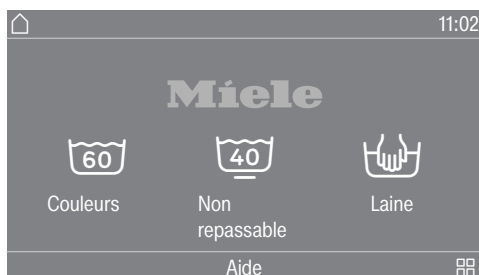 11:02
Miele
60
40
Couleurs
Non
repassable
Laine
Aide